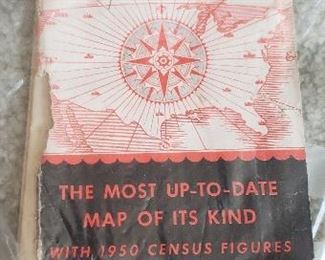 THE MOST UP-TO-DATE
MAP OF ITS KIND
WITH 1950 CENSUS FIGURES